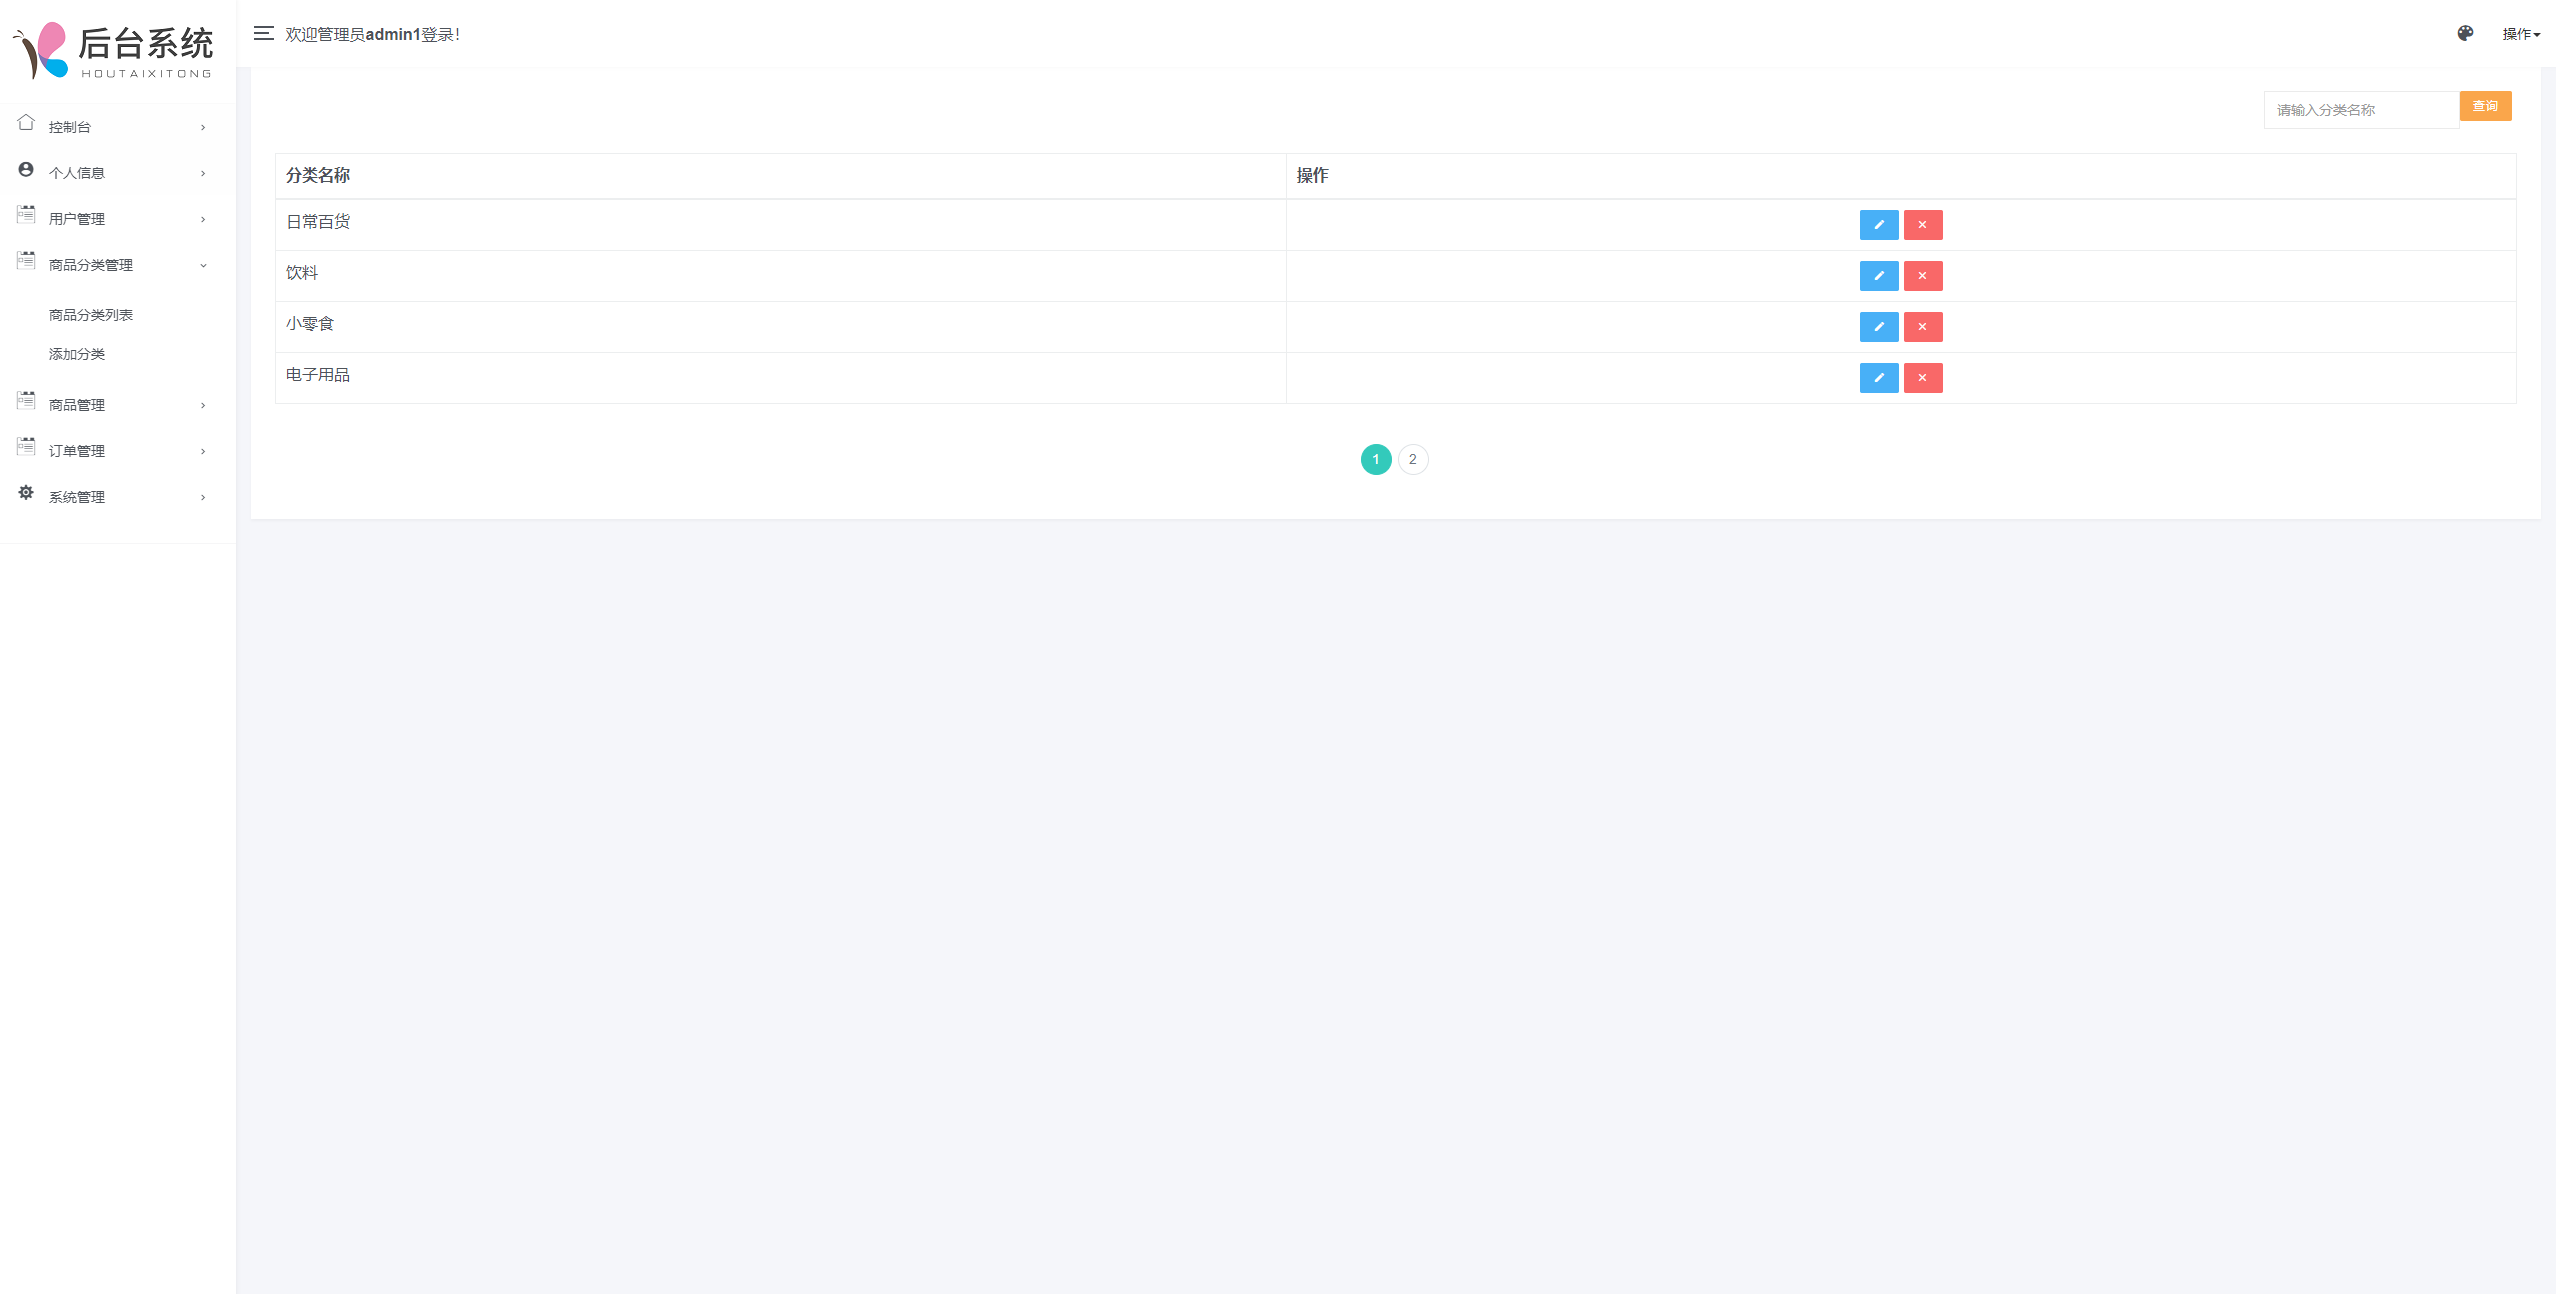 后台系统
HOUTAIXITONG
控制台
个人信息
用户管理
商品分类管理
商品分类列表
添加分类
商品管理
订单管理
系统管理
欢迎管理员admin1登录!
操作
请输入分类名称 查询
分类名称 操作
日常百货
饮料
小零食
电子用品
1 2